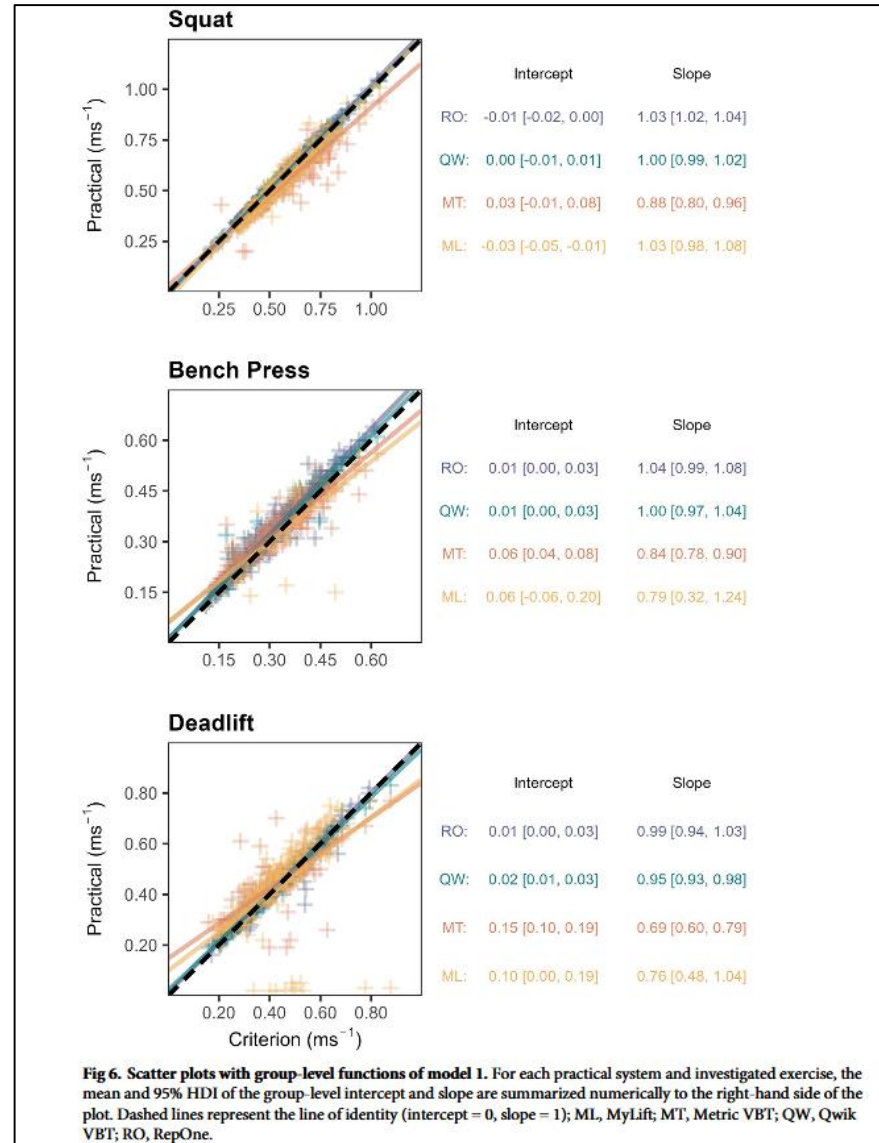 Squat
Practical (ms⁻¹)
1.00
0.75
0.50
0.25
0.25 0.50 0.75 1.00
Intercept Slope
RO: -0.01 [-0.02, 0.00] 1.03 [1.02, 1.04]
QW: 0.00 [-0.01, 0.01] 1.00 [0.99, 1.02]
MT: 0.03 [-0.01, 0.08] 0.88 [0.80, 0.96]
ML: -0.03 [-0.05, -0.01] 1.03 [0.98, 1.08]
Bench Press
Practical (ms⁻¹)
0.60
0.45
0.30
0.15
0.15 0.30 0.45 0.60
Intercept Slope
RO: 0.01 [0.00, 0.03] 1.04 [0.99, 1.08]
QW: 0.01 [0.00, 0.03] 1.00 [0.97, 1.04]
MT: 0.06 [0.04, 0.08] 0.84 [0.78, 0.90]
ML: 0.06 [-0.06, 0.20] 0.79 [0.32, 1.24]
Deadlift
Practical (ms⁻¹)
0.80
0.60
0.40
0.20
0.20 0.40 0.60 0.80
Criterion (ms⁻¹)
Intercept Slope
RO: 0.01 [0.00, 0.03] 0.99 [0.94, 1.03]
QW: 0.02 [0.01, 0.03] 0.95 [0.93, 0.98]
MT: 0.15 [0.10, 0.19] 0.69 [0.60, 0.79]
ML: 0.10 [0.00, 0.19] 0.76 [0.48, 1.04]
Fig 6. Scatter plots with group-level functions of model 1. For each practical system and investigated exercise, the
mean and 95% HDI of the group-level intercept and slope are summarized numerically to the right-hand side of the
plot. Dashed lines represent the line of identity (intercept = 0, slope = 1); ML, MyLift; MT, Metric VBT; QW, Qwik
VBT; RO, RepOne.